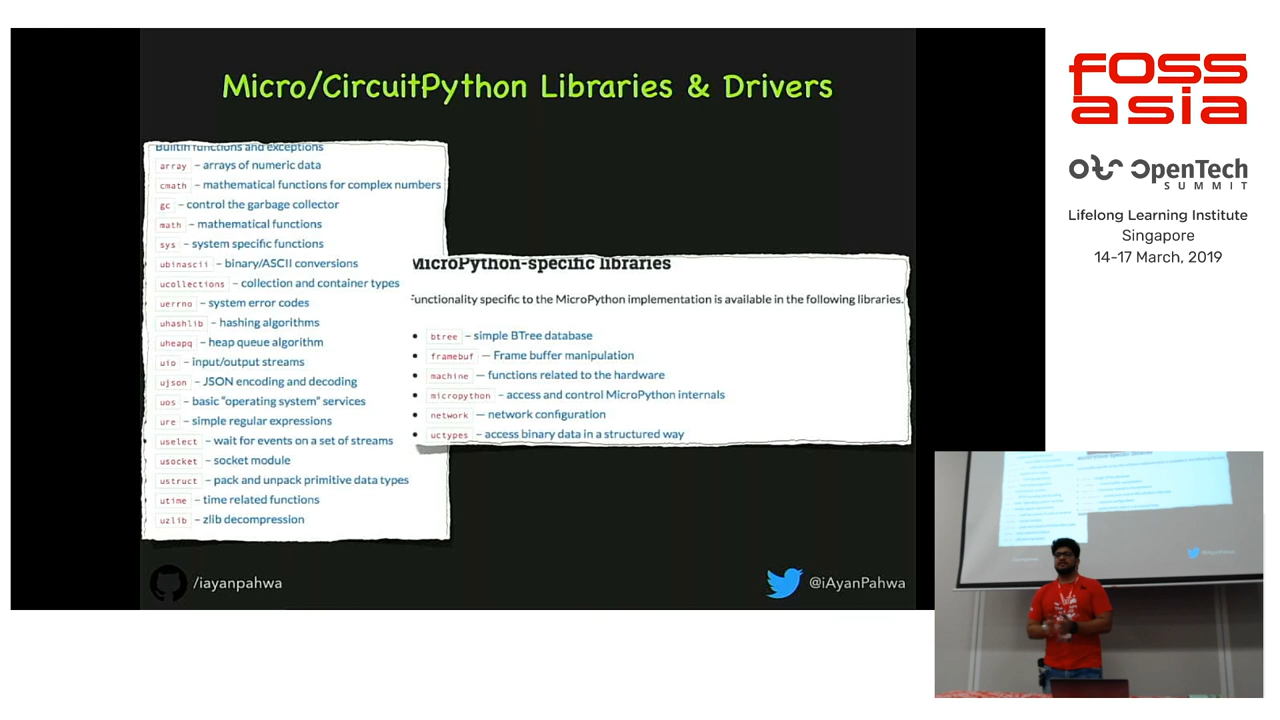 Micro/CircuitPython Libraries & Drivers
Builtin functions and exceptions
array – arrays of numeric data
cmath – mathematical functions for complex numbers
gc – control the garbage collector
math – mathematical functions
sys – system specific functions
ubinascii – binary/ASCII conversions
ucollections – collection and container types
uerrno – system error codes
uhashlib – hashing algorithms
uheapq – heap queue algorithm
uio – input/output streams
ujson – JSON encoding and decoding
uos – basic "operating system" services
ure – simple regular expressions
uselect – wait for events on a set of streams
usocket – socket module
ustruct – pack and unpack primitive data types
utime – time related functions
uzlib – zlib decompression
MicroPython-specific libraries
Functionality specific to the MicroPython implementation is available in the following libraries.
btree – simple BTree database
framebuf — Frame buffer manipulation
machine — functions related to the hardware
micropython – access and control MicroPython internals
network — network configuration
uctypes – access binary data in a structured way
/iayanpahwa
@iAyanPahwa
FOSS
asia
OpenTech
SUMMIT
Lifelong Learning Institute
Singapore
14-17 March, 2019